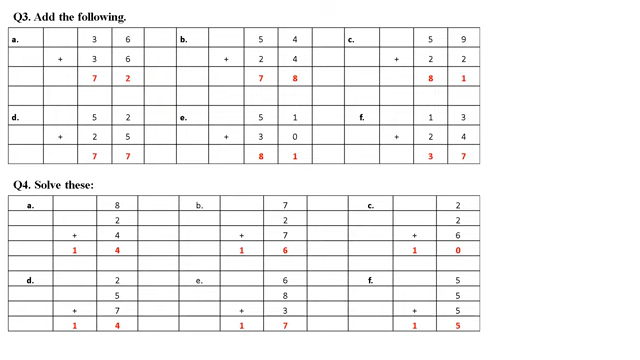 Q3. Add the following.
a. 3 6 b. 5 4 c. 5 9
+ 3 6 + 2 4 + 2 2
7 2 7 8 8 1
d. 5 2 e. 5 1 f. 1 3
+ 2 5 + 3 0 + 2 4
7 7 8 1 3 7
Q4. Solve these:
a. 8 b. 7 c. 2
2 2 2
+ 4 + 7 + 6
1 4 1 6 1 0
d. 2 e. 6 f. 5
5 8 5
+ 7 + 3 + 5
1 4 1 7 1 5